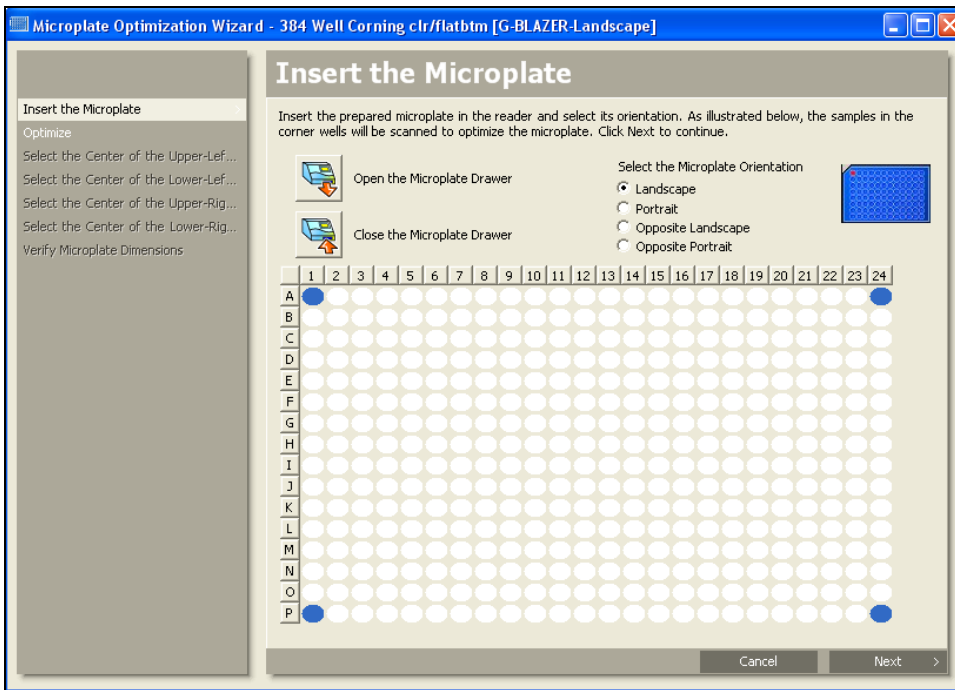 Microplate Optimization Wizard - 384 Well Corning clr/flatbtm [G-BLAZER-Landscape]
Insert the Microplate
Optimize
Select the Center of the Upper-Lef...
Select the Center of the Lower-Lef...
Select the Center of the Upper-Rig...
Select the Center of the Lower-Rig...
Verify Microplate Dimensions
Insert the Microplate
Insert the prepared microplate in the reader and select its orientation. As illustrated below, the samples in the
corner wells will be scanned to optimize the microplate. Click Next to continue.
Open the Microplate Drawer
Close the Microplate Drawer
Select the Microplate Orientation
Landscape
Portrait
Opposite Landscape
Opposite Portrait
1 2 3 4 5 6 7 8 9 10 11 12 13 14 15 16 17 18 19 20 21 22 23 24
A
B
C
D
E
F
G
H
I
J
K
L
M
N
O
P
Cancel
Next >